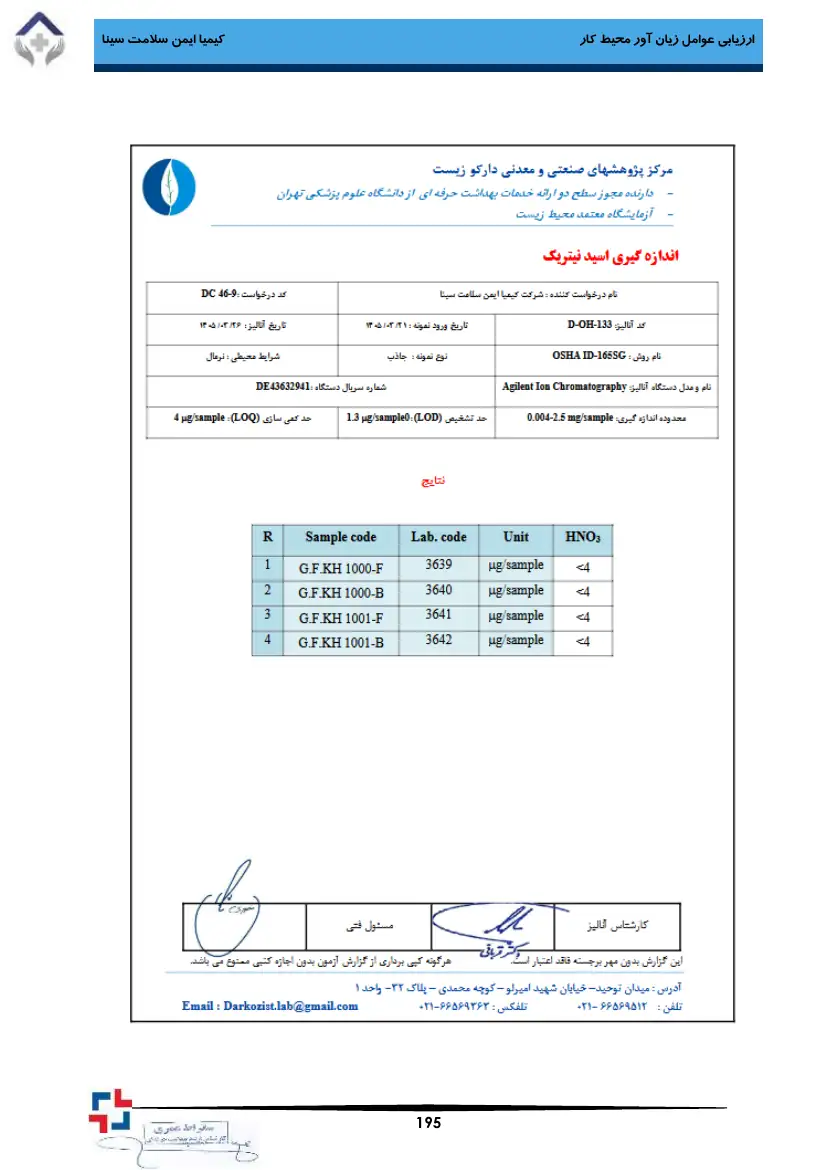 ارزیابی عوامل زیان آور محیط کار کیمیا ایمن سلامت سینا
مرکز پژوهشهای صنعتی و معدنی دارکو زیست
- دارنده مجوز سطح دو ارائه خدمات بهداشت حرفه ای از دانشگاه علوم پزشکی تهران
- آزمایشگاه معتمد محیط زیست
اندازه گیری اسید نیتریک
نام درخواست کننده : شرکت کیمیا ایمن سلامت سینا کد درخواست :DC 46-9
کد آنالیز: D-OH-133 تاریخ ورود نمونه : ۱۴۰۵/۰۳/۲۱ تاریخ آنالیز : ۱۴۰۵/۰۳/۲۶
نام روش : OSHA ID-165SG نوع نمونه : جاذب شرایط محیطی : نرمال
نام و مدل دستگاه آنالیز: Agilent Ion Chromatography شماره سریال دستگاه :DE43632941
محدوده اندازه گیری: 0.004-2.5 mg/sample حد تشخیص (LOD):1.3 µg/sample0 حد کمی سازی (LOQ): 4 µg/sample
نتایج
R Sample code Lab. code Unit HNO₃
1 G.F.KH 1000-F 3639 µg/sample <4
2 G.F.KH 1000-B 3640 µg/sample <4
3 G.F.KH 1001-F 3641 µg/sample <4
4 G.F.KH 1001-B 3642 µg/sample <4
کارشناس آنالیز مسئول فنی
دکتر قربانی
این گزارش بدون مهر برجسته فاقد اعتبار است. هرگونه کپی برداری از گزارش آزمون بدون اجازه کتبی ممنوع می باشد.
آدرس : میدان توحید– خیابان شهید امیرلو – کوچه محمدی – پلاک ۳۲- واحد ۱
تلفن : ۶۶۵۶۹۵۱۲ -۰۲۱ تلفکس : ۶۶۵۶۹۳۶۳-۰۲۱ Email : Darkozist.lab@gmail.com
195